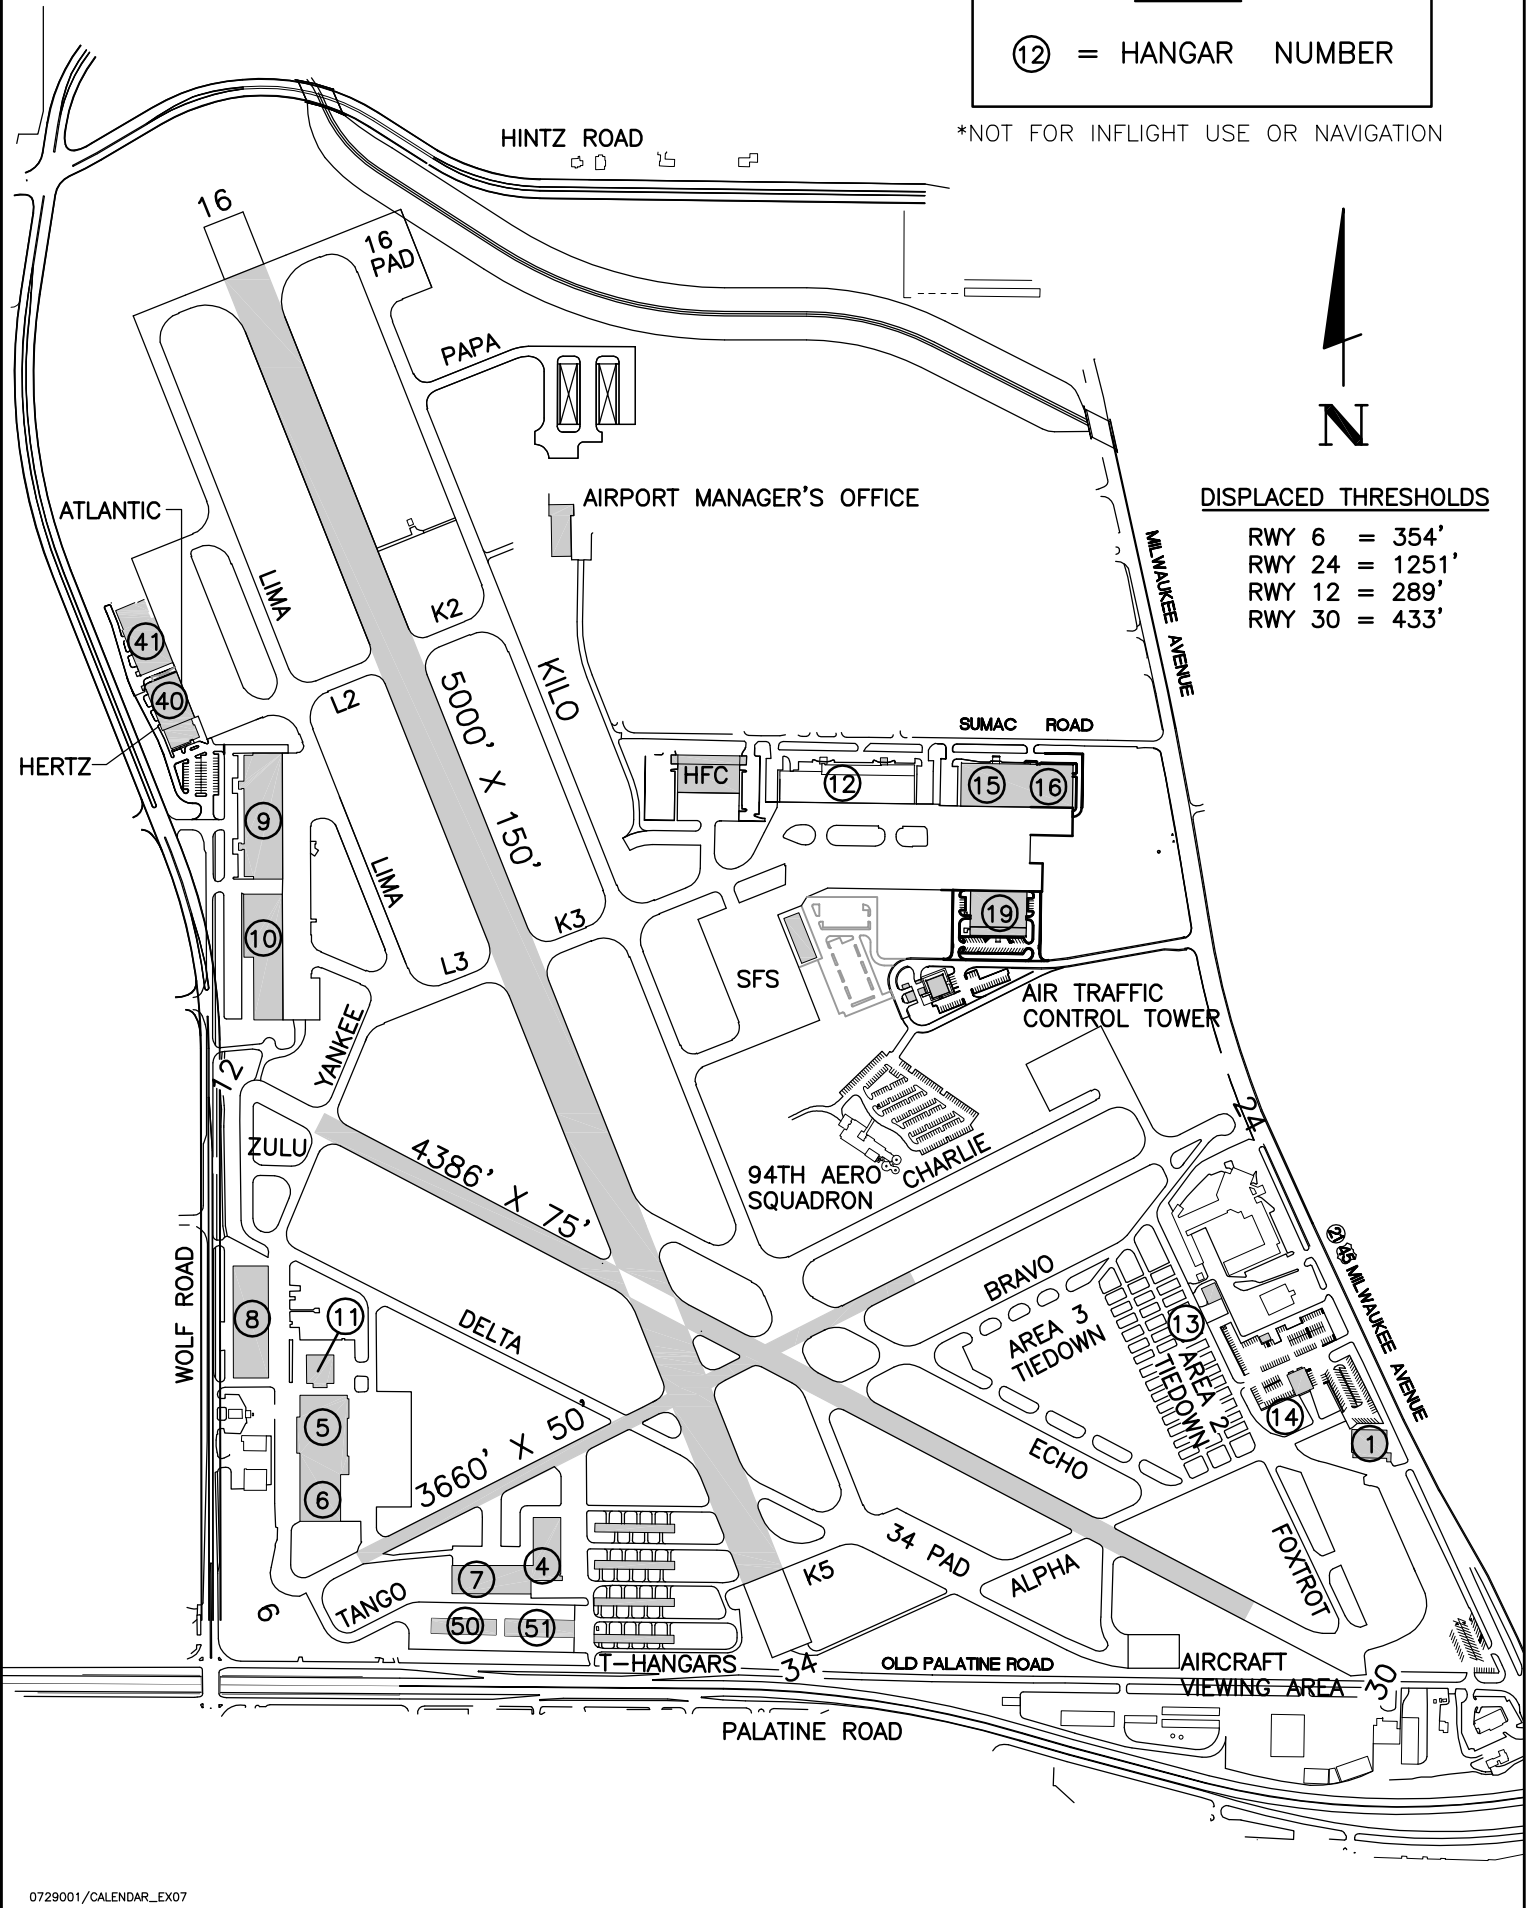 12 = HANGAR NUMBER
*NOT FOR INFLIGHT USE OR NAVIGATION
HINTZ ROAD
16
16
PAD
PAPA
N
ATLANTIC
AIRPORT MANAGER'S OFFICE
DISPLACED THRESHOLDS
RWY 6 = 354'
RWY 24 = 1251'
RWY 12 = 289'
RWY 30 = 433'
MILWAUKEE AVENUE
LIMA
K2
41
40
L2
KILO
5000' X 150'
HERTZ
SUMAC ROAD
HFC
12
15
16
9
LIMA
10
K3
L3
19
SFS
AIR TRAFFIC
CONTROL TOWER
YANKEE
12
24
ZULU
4386' X 75'
94TH AERO
SQUADRON
CHARLIE
WOLF ROAD
BRAVO
21
45
MILWAUKEE AVENUE
8
11
DELTA
AREA 3
TIEDOWN
13
AREA 2
TIEDOWN
5
3660' X 50'
14
1
ECHO
6
34 PAD
FOXTROT
4
7
K5
ALPHA
TANGO
6
50
51
T-HANGARS
34
OLD PALATINE ROAD
AIRCRAFT
VIEWING AREA
30
PALATINE ROAD
0729001/CALENDAR_EX07